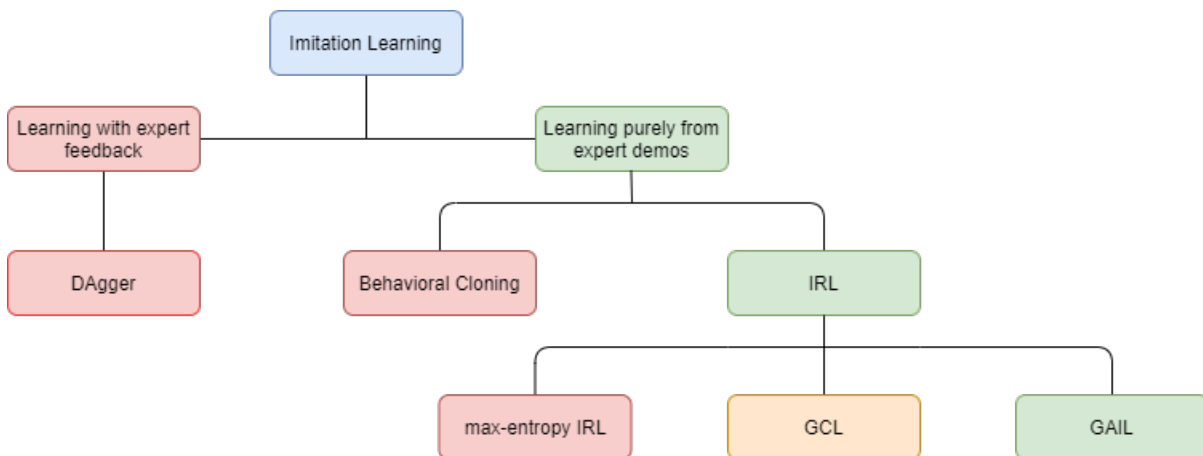 Imitation Learning
Learning with expert
feedback
Learning purely from
expert demos
DAgger
Behavioral Cloning
IRL
max-entropy IRL
GCL
GAIL